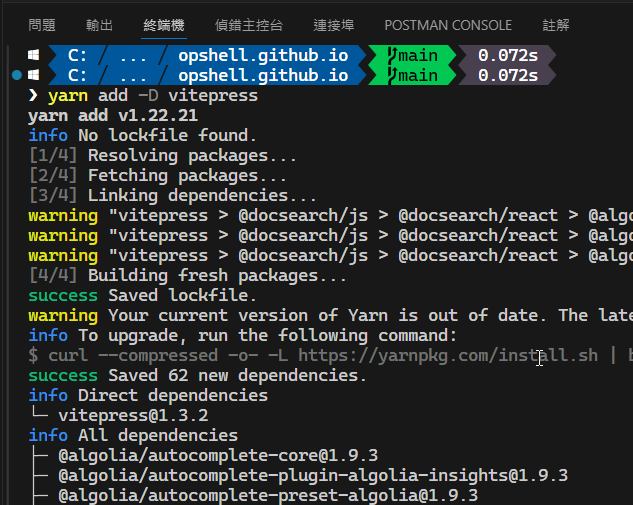 問題 輸出 終端機 偵錯主控台 連接埠 POSTMAN CONSOLE 註解
C: / ... / opshell.github.io main 0.072s
C: / ... / opshell.github.io main 0.072s
❯ yarn add -D vitepress
yarn add v1.22.21
info No lockfile found.
[1/4] Resolving packages...
[2/4] Fetching packages...
[3/4] Linking dependencies...
warning "vitepress > @docsearch/js > @docsearch/react > @algo
warning "vitepress > @docsearch/js > @docsearch/react > @algo
warning "vitepress > @docsearch/js > @docsearch/react > @algo
[4/4] Building fresh packages...
success Saved lockfile.
warning Your current version of Yarn is out of date. The late
info To upgrade, run the following command:
$ curl --compressed -o- -L https://yarnpkg.com/install.sh | b
success Saved 62 new dependencies.
info Direct dependencies
└─ vitepress@1.3.2
info All dependencies
├─ @algolia/autocomplete-core@1.9.3
├─ @algolia/autocomplete-plugin-algolia-insights@1.9.3
├─ @algolia/autocomplete-preset-algolia@1.9.3